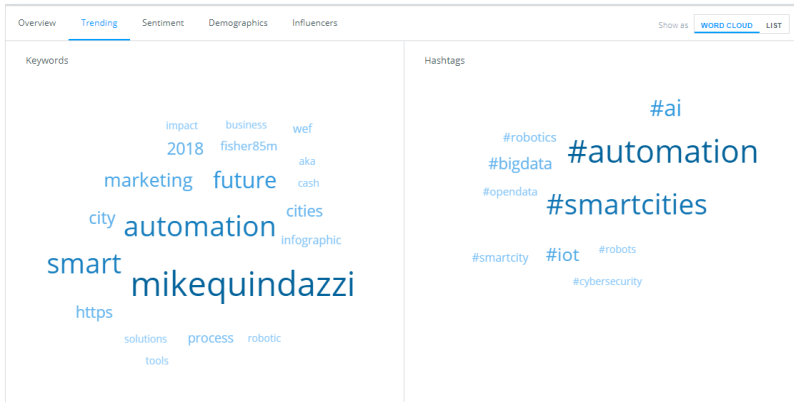 Overview Trending Sentiment Demographics Influencers Show as WORD CLOUD LIST
Keywords
impact business wef
2018 fisher85m
aka
marketing future cash
city automation cities
infographic
smart mikequindazzi
https
solutions process robotic
tools
Hashtags
#ai
#robotics #automation
#bigdata
#opendata #smartcities
#smartcity #iot #robots
#cybersecurity